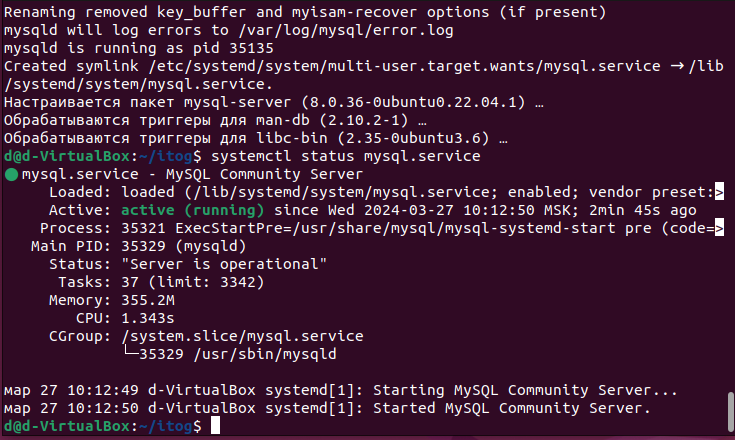 Renaming removed key_buffer and myisam-recover options (if present)
mysqld will log errors to /var/log/mysql/error.log
mysqld is running as pid 35135
Created symlink /etc/systemd/system/multi-user.target.wants/mysql.service → /lib
/systemd/system/mysql.service.
Настраивается пакет mysql-server (8.0.36-0ubuntu0.22.04.1) …
Обрабатываются триггеры для man-db (2.10.2-1) …
Обрабатываются триггеры для libc-bin (2.35-0ubuntu3.6) …
d@d-VirtualBox:~/itog$ systemctl status mysql.service
● mysql.service - MySQL Community Server
     Loaded: loaded (/lib/systemd/system/mysql.service; enabled; vendor preset:>
     Active: active (running) since Wed 2024-03-27 10:12:50 MSK; 2min 45s ago
    Process: 35321 ExecStartPre=/usr/share/mysql/mysql-systemd-start pre (code=>
   Main PID: 35329 (mysqld)
     Status: "Server is operational"
      Tasks: 37 (limit: 3342)
     Memory: 355.2M
        CPU: 1.343s
     CGroup: /system.slice/mysql.service
             └─35329 /usr/sbin/mysqld
мар 27 10:12:49 d-VirtualBox systemd[1]: Starting MySQL Community Server...
мар 27 10:12:50 d-VirtualBox systemd[1]: Started MySQL Community Server.
d@d-VirtualBox:~/itog$